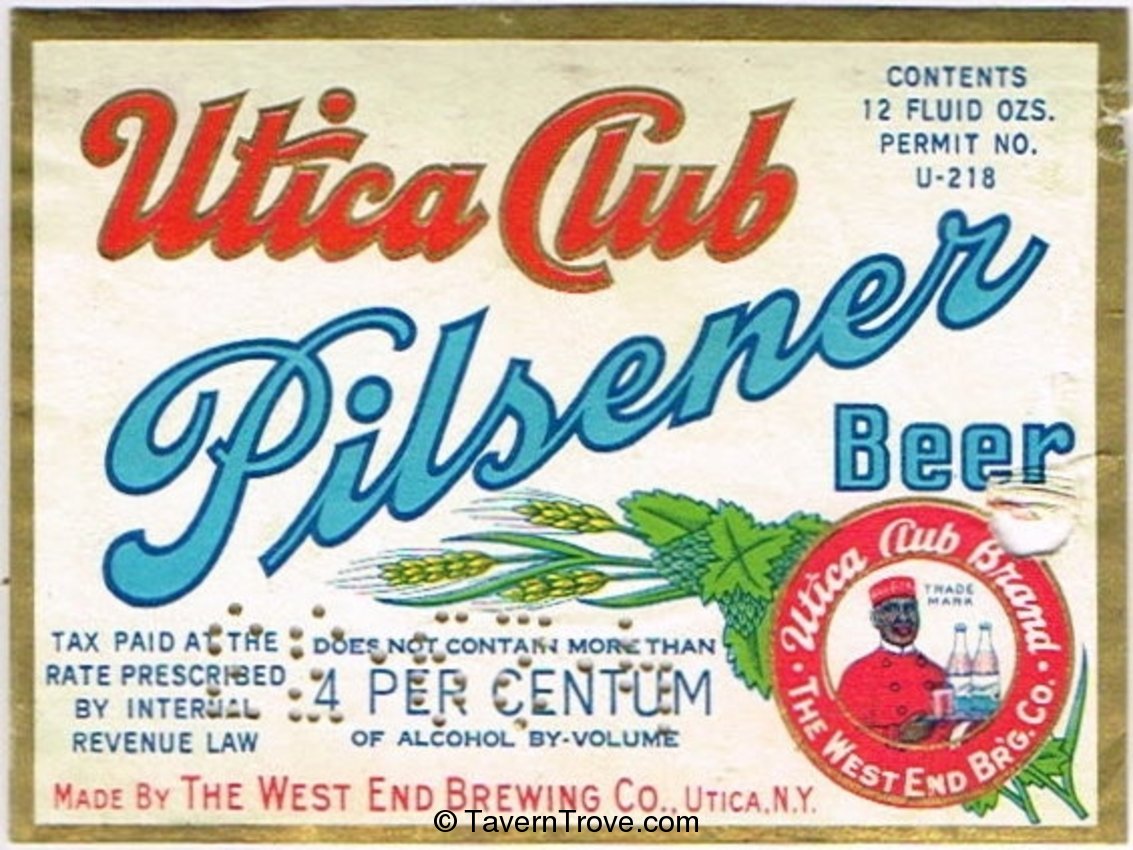 Utica Club
CONTENTS
12 FLUID OZS.
PERMIT NO.
U-218
Pilsener
Beer
Utica Club Brand
TRADE
MARK
THE WEST END BR'G. CO.
TAX PAID AT THE
RATE PRESCRIBED
BY INTERNAL
REVENUE LAW
DOES NOT CONTAIN MORE THAN
4 PER CENTUM
OF ALCOHOL BY-VOLUME
MADE BY THE WEST END BREWING CO., UTICA, N.Y.
© TavernTrove.com